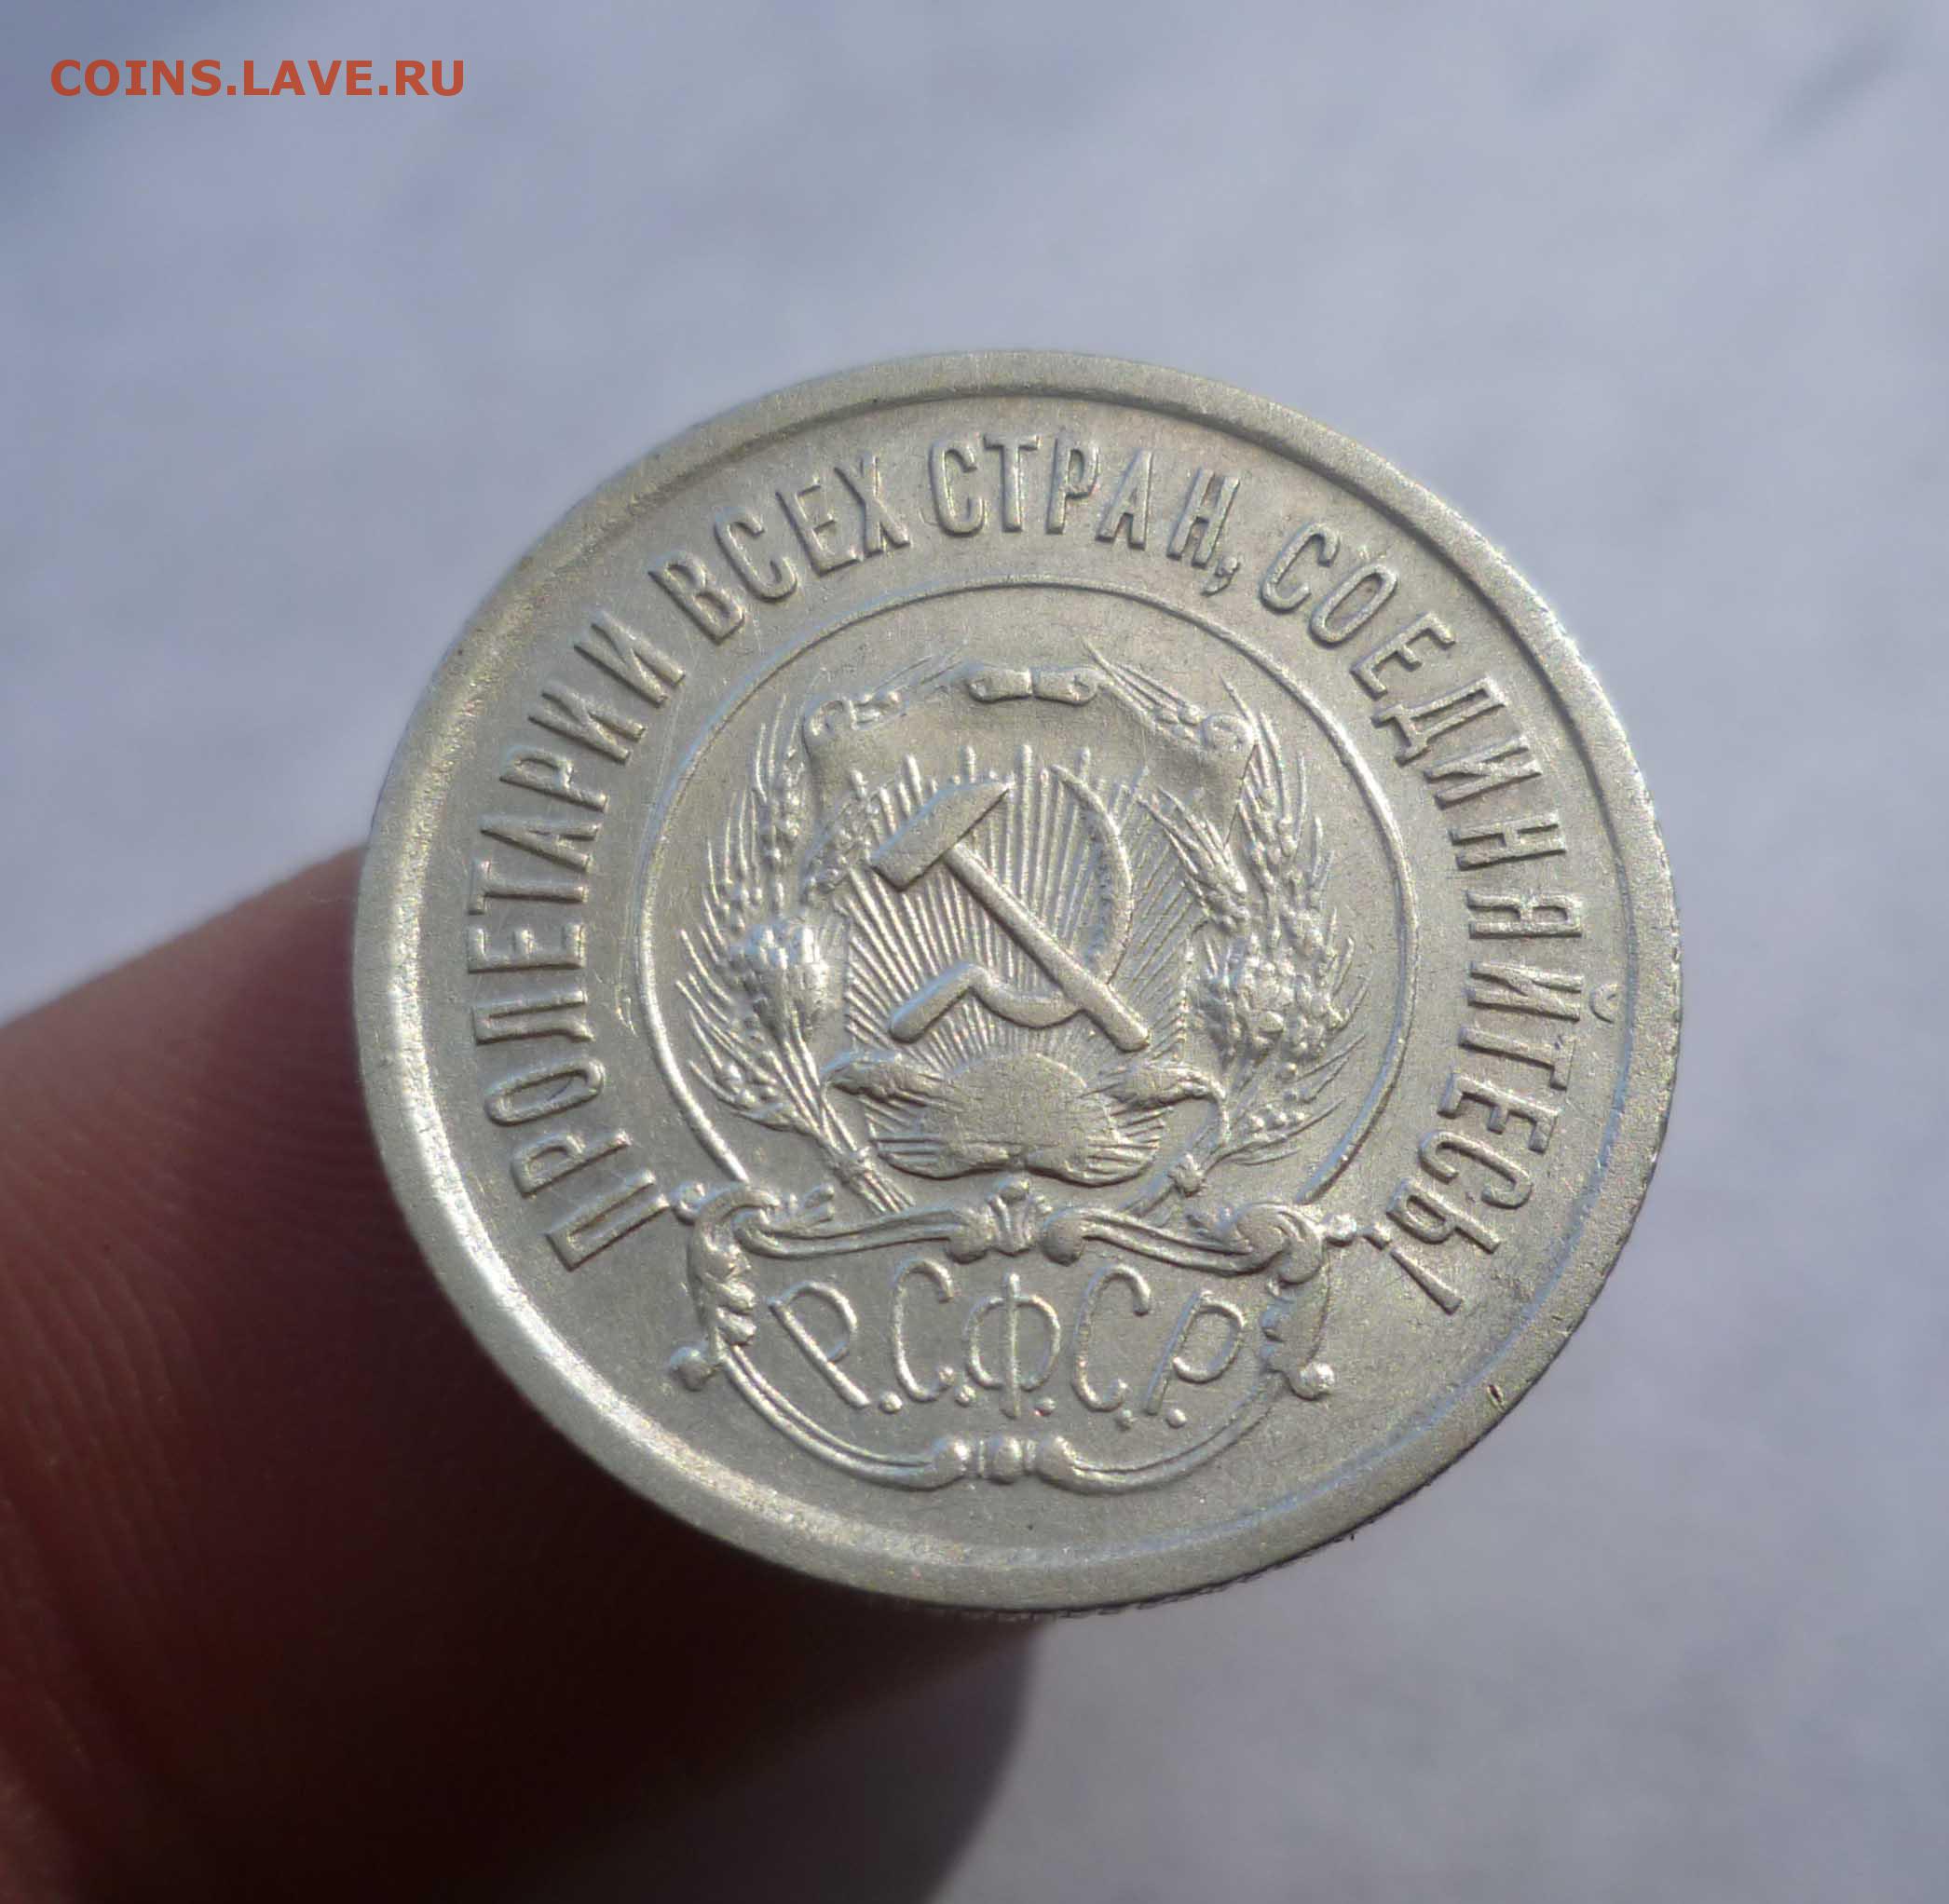 COINS.LAVE.RU
ПРОЛЕТАРИИ ВСЕХ СТРАН, СОЕДИНЯЙТЕСЬ!
Р.С.Ф.С.Р.